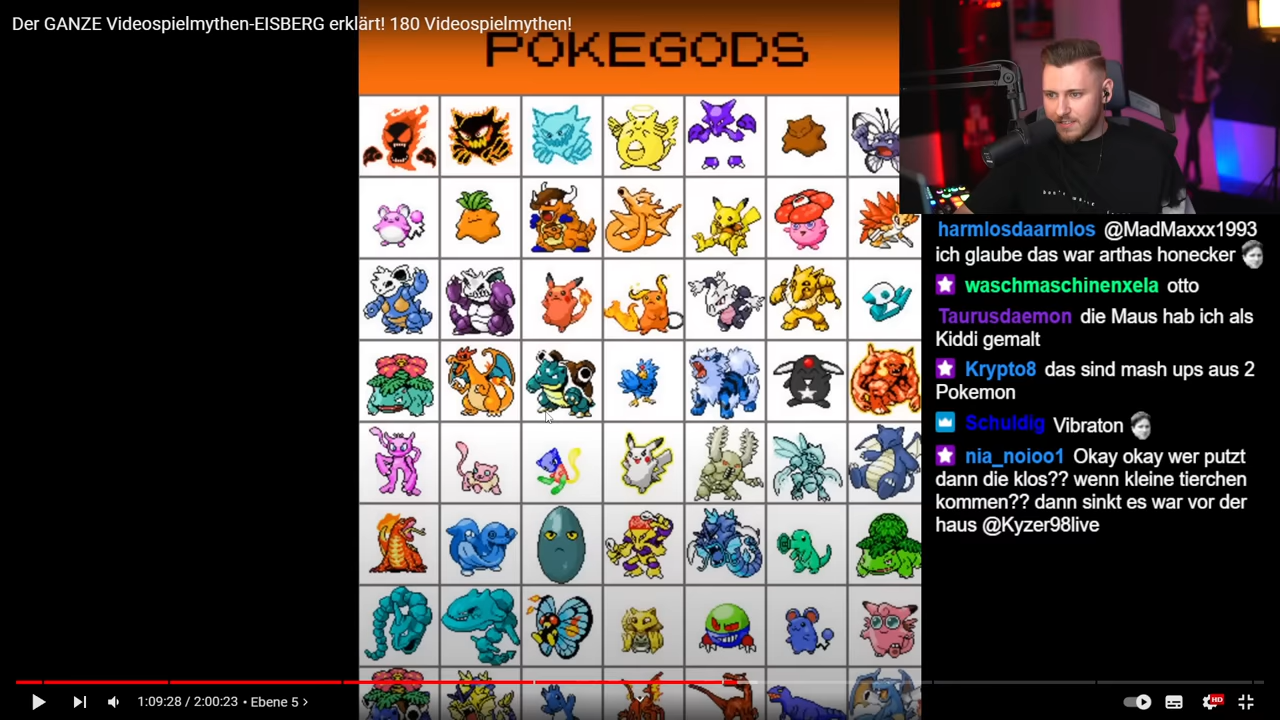 Der GANZE Videospielmythen-EISBERG erklärt! 180 Videospielmythen!
POKEGODS
harmlosdaarmlos @MadMaxxx1993
ich glaube das war arthas honecker
waschmaschinenxela otto
Taurusdaemon die Maus hab ich als
Kiddi gemalt
Krypto8 das sind mash ups aus 2
Pokemon
Schuldig Vibraton
nia_noioo1 Okay okay wer putzt
dann die klos?? wenn kleine tierchen
kommen?? dann sinkt es war vor der
haus @Kyzer98live
1:09:28 / 2:00:23 • Ebene 5 >
HD